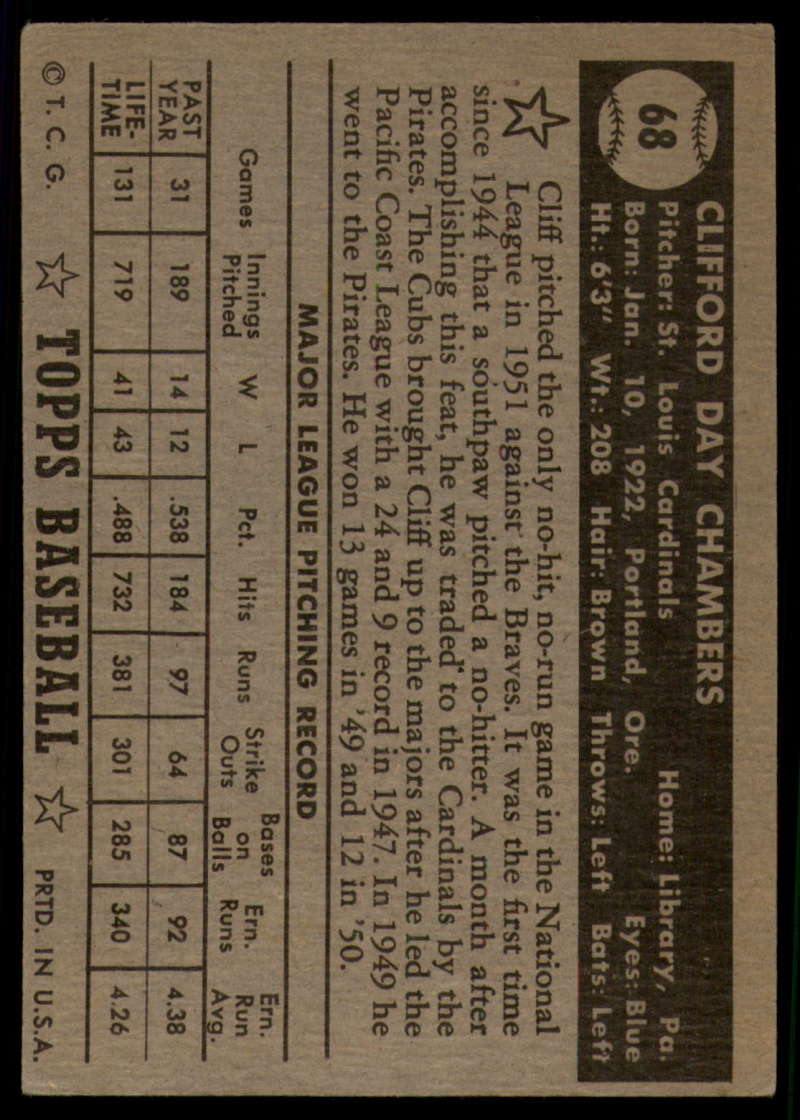 68
CLIFFORD DAY CHAMBERS
Pitcher: St. Louis Cardinals Home: Library, Pa.
Born: Jan. 10, 1922, Portland, Ore. Eyes: Blue
Ht.: 6'3" Wt.: 208 Hair: Brown Throws: Left Bats: Left
Cliff pitched the only no-hit, no-run game in the National
League in 1951 against the Braves. It was the first time
since 1944 that a southpaw pitched a no-hitter. A month after
accomplishing this feat, he was traded to the Cardinals by the
Pirates. The Cubs brought Cliff up to the majors after he led the
Pacific Coast League with a 24 and 9 record in 1947. In 1949 he
went to the Pirates. He won 13 games in '49 and 12 in '50.
MAJOR LEAGUE PITCHING RECORD
Games Innings Pitched W L Pct. Hits Runs Strike Outs Bases on Balls Ern. Runs Ern. Run Avg.
PAST YEAR 31 189 14 12 .538 184 97 64 87 92 4.38
LIFE-TIME 131 719 41 43 .488 732 381 301 285 340 4.26
© T. C. G. TOPPS BASEBALL PRTD. IN U.S.A.